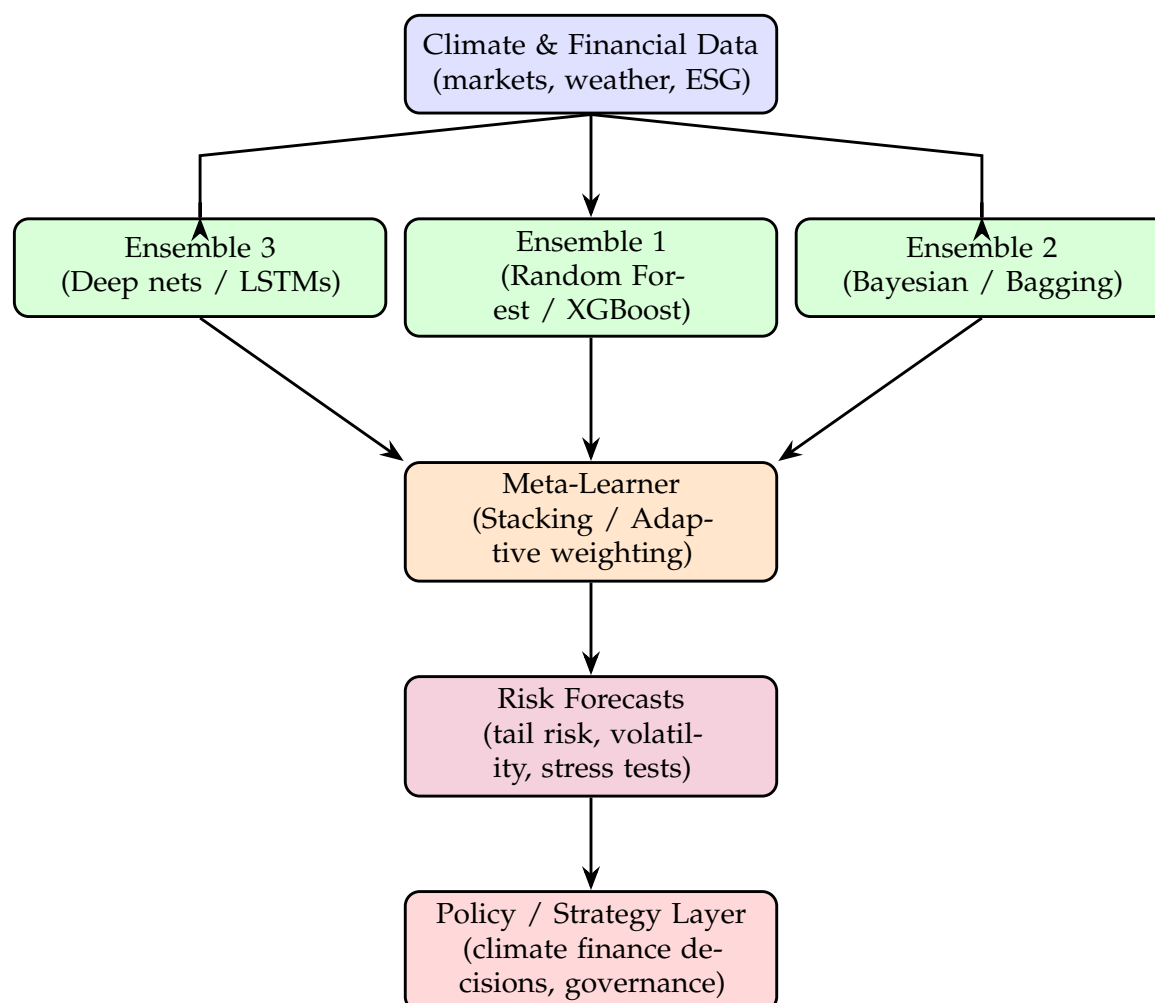 Climate & Financial Data
(markets, weather, ESG)
Ensemble 3
(Deep nets / LSTMs)
Ensemble 1
(Random For-
est / XGBoost)
Ensemble 2
(Bayesian / Bagging)
Meta-Learner
(Stacking / Adap-
tive weighting)
Risk Forecasts
(tail risk, volatil-
ity, stress tests)
Policy / Strategy Layer
(climate finance de-
cisions, governance)